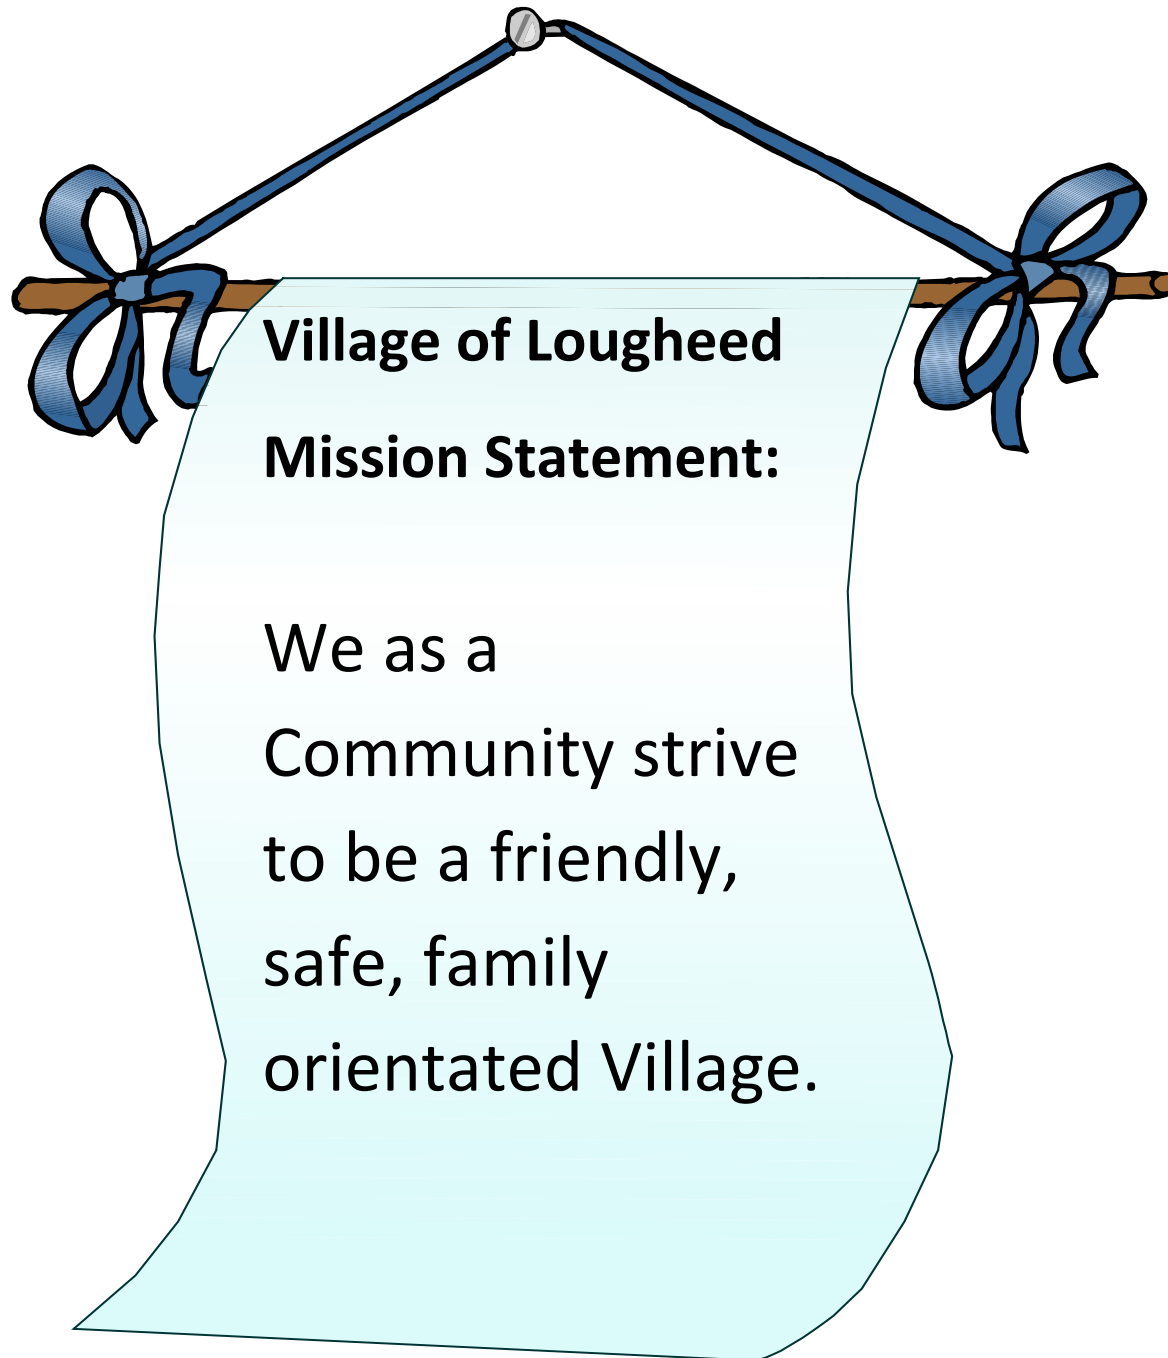 Village of Lougheed
Mission Statement:
We as a
Community strive
to be a friendly,
safe, family
orientated Village.